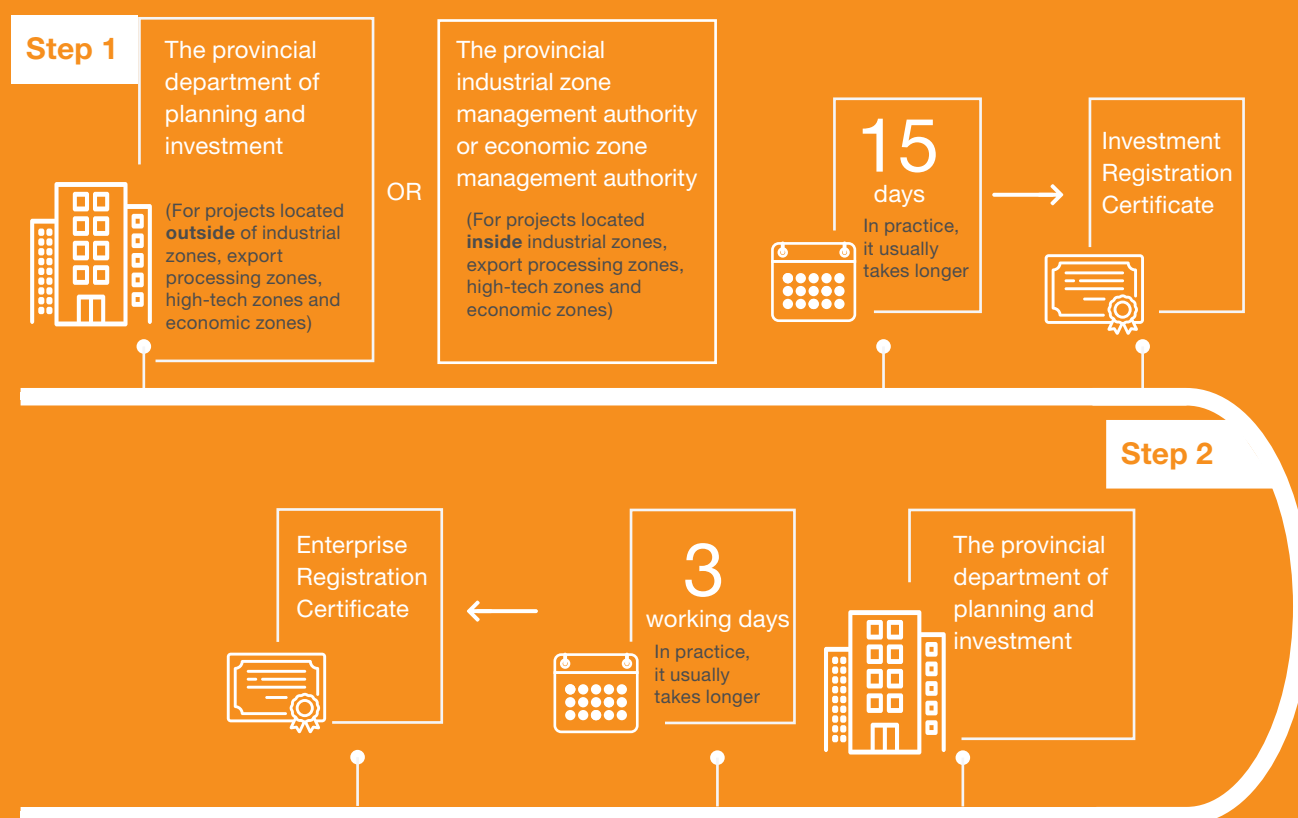 Step 1
The provincial
department of
planning and
investment
(For projects located
outside of industrial
zones, export
processing zones,
high-tech zones and
economic zones)
OR
The provincial
industrial zone
management authority
or economic zone
management authority
(For projects located
inside industrial zones,
export processing zones,
high-tech zones and
economic zones)
15
days
In practice,
it usually
takes longer
Investment
Registration
Certificate
Step 2
The provincial
department of
planning and
investment
3
working days
In practice,
it usually
takes longer
Enterprise
Registration
Certificate